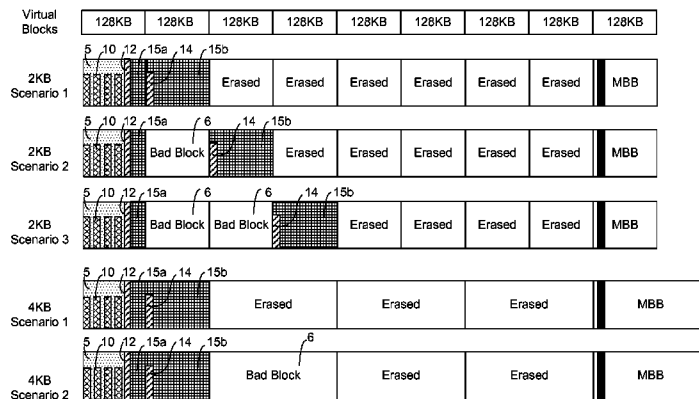 Virtual
Blocks
128KB 128KB 128KB 128KB 128KB 128KB 128KB 128KB 128KB
5 10 12 15a 14 15b
2KB
Scenario 1
Erased Erased Erased Erased Erased Erased MBB
5 10 12 15a 6 14 15b
2KB
Scenario 2
Bad Block Erased Erased Erased Erased Erased MBB
5 10 12 15a 6 6 14 15b
2KB
Scenario 3
Bad Block Bad Block Erased Erased Erased Erased MBB
5 10 12 15a 14 15b
4KB
Scenario 1
Erased Erased Erased MBB
5 10 12 15a 14 15b 6
4KB
Scenario 2
Bad Block Erased Erased MBB